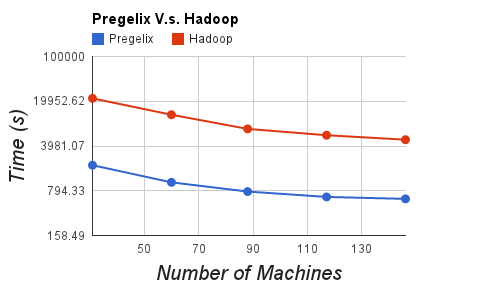 Pregelix V.s. Hadoop
Pregelix Hadoop
100000
19952.62
3981.07
794.33
158.49
Time (s)
50 70 90 110 130
Number of Machines